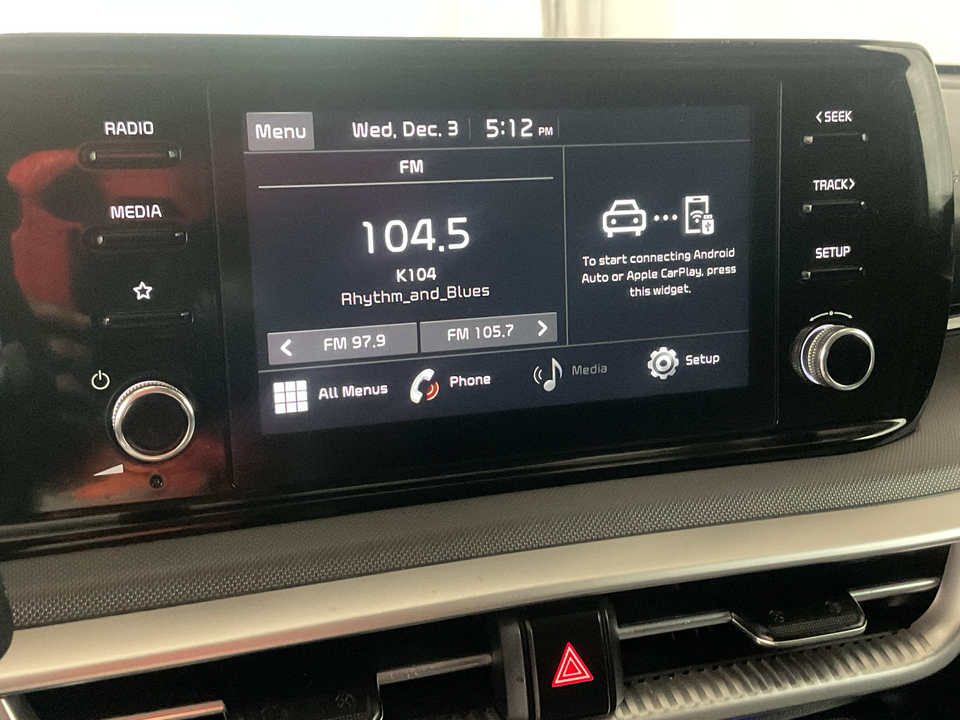 RADIO
MEDIA
Menu
Wed, Dec. 3
5:12 PM
FM
104.5
K104
Rhythm_and_Blues
< FM 97.9
FM 105.7 >
To start connecting Android
Auto or Apple CarPlay, press
this widget.
All Menus
Phone
Media
Setup
<SEEK
TRACK>
SETUP